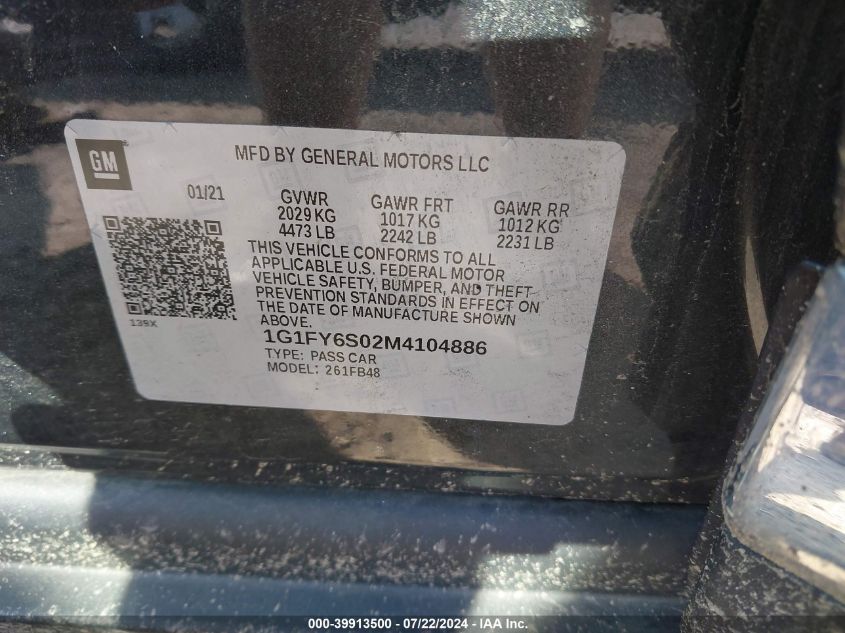 GM
MFD BY GENERAL MOTORS LLC
01/21
GVWR
2029 KG
4473 LB
GAWR FRT
1017 KG
2242 LB
GAWR RR
1012 KG
2231 LB
THIS VEHICLE CONFORMS TO ALL
APPLICABLE U.S. FEDERAL MOTOR
VEHICLE SAFETY, BUMPER, AND THEFT
PREVENTION STANDARDS IN EFFECT ON
THE DATE OF MANUFACTURE SHOWN
ABOVE.
139X
1G1FY6S02M4104886
TYPE: PASS CAR
MODEL: 261FB48
000-39913500 - 07/22/2024 - IAA Inc.